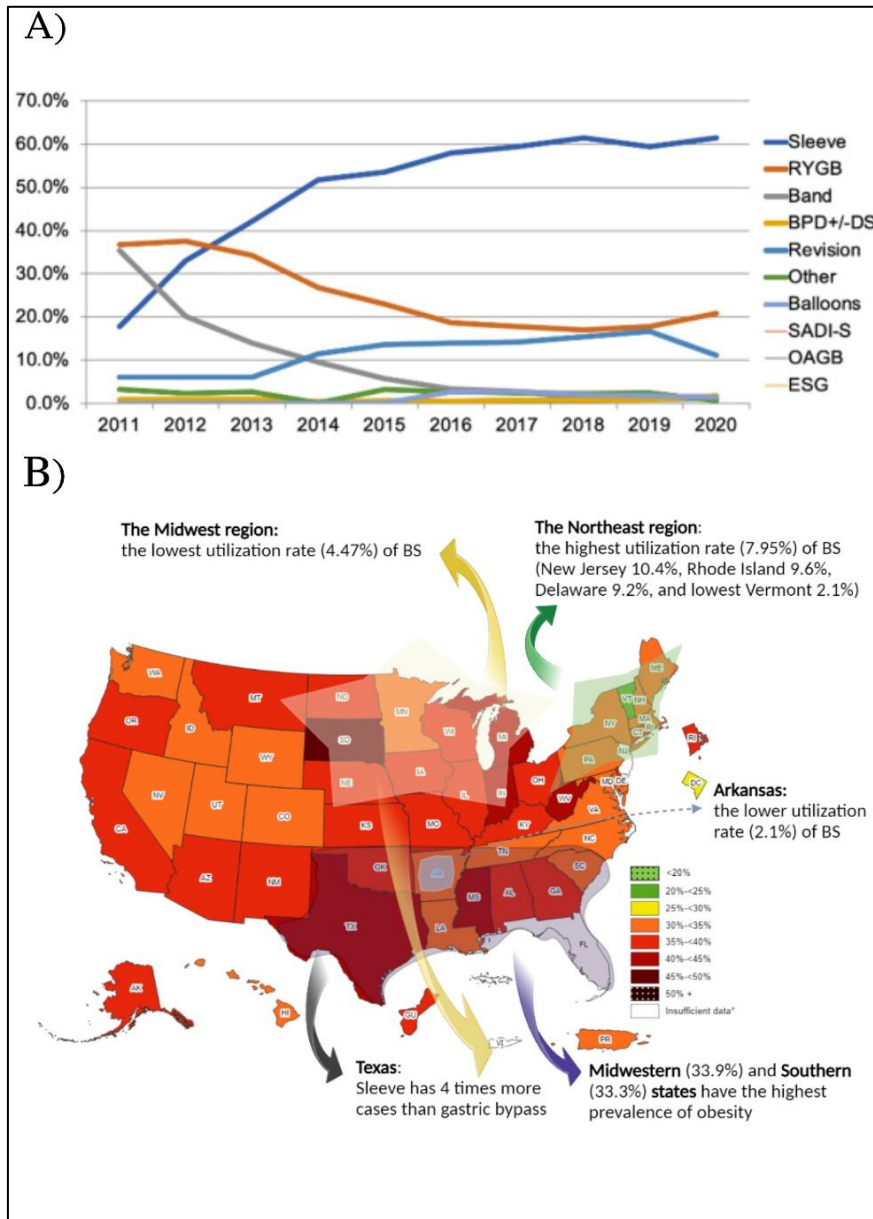 A)
70.0%
60.0%
50.0%
40.0%
30.0%
20.0%
10.0%
0.0%
2011 2012 2013 2014 2015 2016 2017 2018 2019 2020
Sleeve
RYGB
Band
BPD+/-DS
Revision
Other
Balloons
SADI-S
OAGB
ESG
B)
The Midwest region:
the lowest utilization rate (4.47%) of BS
The Northeast region:
the highest utilization rate (7.95%) of BS
(New Jersey 10.4%, Rhode Island 9.6%,
Delaware 9.2%, and lowest Vermont 2.1%)
WA
OR
CA
ID
NV
MT
WY
UT
AZ
CO
NM
ND
SD
NE
KS
OK
TX
MN
IA
MO
AR
LA
WI
IL
MI
IN
OH
KY
TN
MS
AL
GA
FL
SC
NC
VA
WV
MD
DE
PA
NJ
NY
CT
RI
MA
VT
NH
ME
RI
DC
AK
HI
GU
VI
PR
Arkansas:
the lower utilization
rate (2.1%) of BS
<20%
20%-<25%
25%-<30%
30%-<35%
35%-<40%
40%-<45%
45%-<50%
50% +
Insufficient data*
Texas:
Sleeve has 4 times more
cases than gastric bypass
Midwestern (33.9%) and Southern
(33.3%) states have the highest
prevalence of obesity